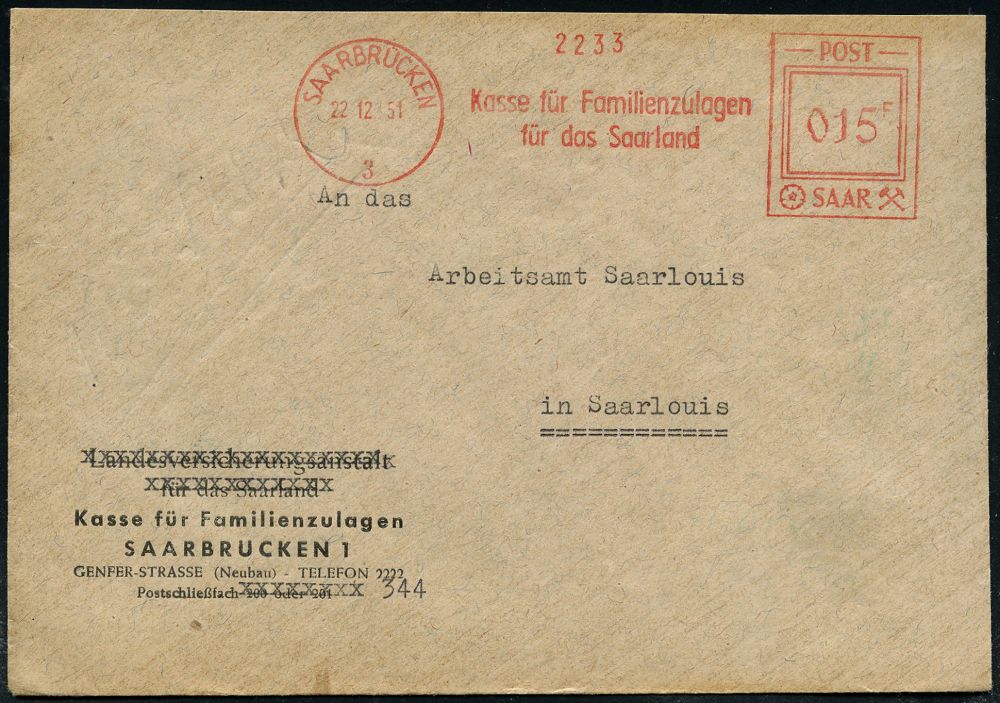 2233
POST
SAARBRÜCKEN
22.12.51
3
Kasse für Familienzulagen
für das Saarland
015F
SAAR
An das
Arbeitsamt Saarlouis
in Saarlouis
Landesversicherungsanstalt
für das Saarland
Kasse für Familienzulagen
SAARBRUCKEN 1
GENFER-STRASSE (Neubau) - TELEFON 2222
Postschließfach 200 oder 201 344